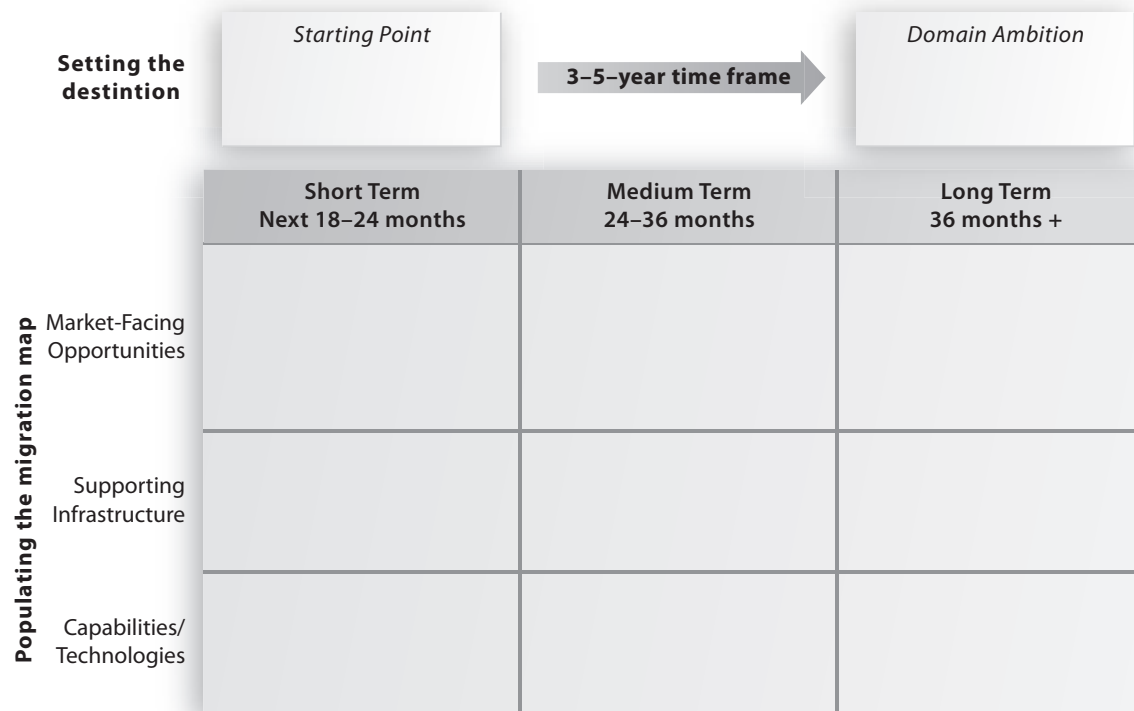 Setting the
destintion
Starting Point
3–5–year time frame
Domain Ambition
Short Term
Next 18–24 months
Medium Term
24–36 months
Long Term
36 months +
Populating the migration map
Market-Facing
Opportunities
Supporting
Infrastructure
Capabilities/
Technologies